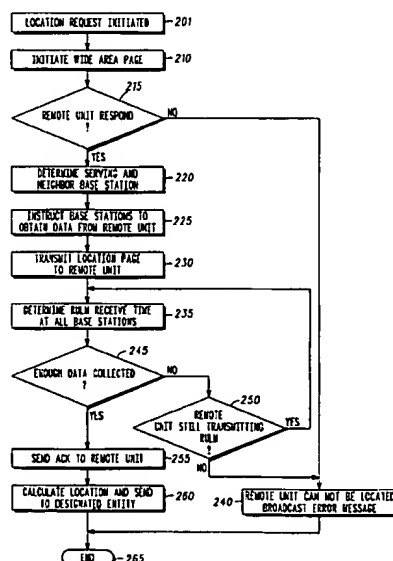 LOCATION REQUEST INITIATED
201
INITIATE WIDE AREA PAGE
210
215
REMOTE UNIT RESPOND
?
NO
YES
DETERMINE SERVING AND
NEIGHBOR BASE STATION
220
INSTRUCT BASE STATIONS TO
OBTAIN DATA FROM REMOTE UNIT
225
TRANSMIT LOCATION PAGE
TO REMOTE UNIT
230
DETERMINE RULM RECEIVE TIME
AT ALL BASE STATIONS
235
245
ENOUGH DATA COLLECTED
?
NO
YES
250
REMOTE
UNIT STILL TRANSMITTING
RULM
?
YES
NO
SEND ACK TO REMOTE UNIT
255
CALCULATE LOCATION AND SEND
TO DESIGNATED ENTITY
260
240
REMOTE UNIT CAN NOT BE LOCATED
BROADCAST ERROR MESSAGE
END
265